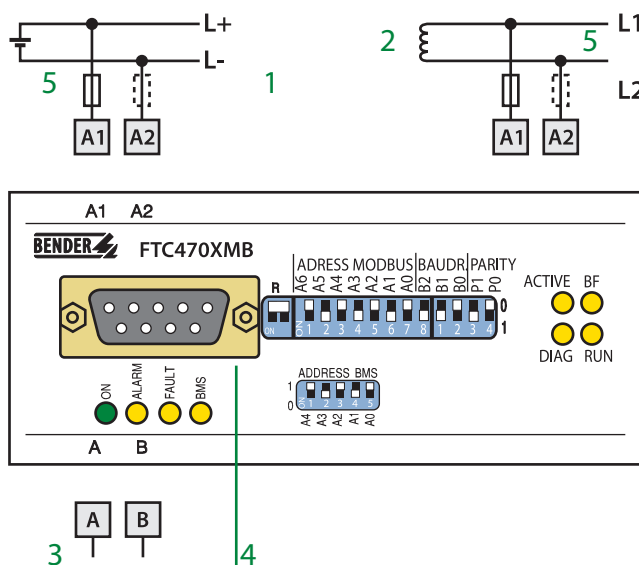 L+
L-
5
1
A1 A2
2
L1
5
L2
A1 A2
A1 A2
BENDER
FTC470XMB
ADRESS MODBUS BAUDR. PARITY
R A6 A5 A4 A3 A2 A1 A0 B2 B1 B0 P1 P0
ON
ON 1 2 3 4 5 6 7 8 1 2 3 4
0
1
ACTIVE BF
DIAG RUN
ADDRESS BMS
1
0
ON 1 2 3 4 5
A4 A3 A2 A1 A0
ON ALARM FAULT BMS
A B
A B
3
4